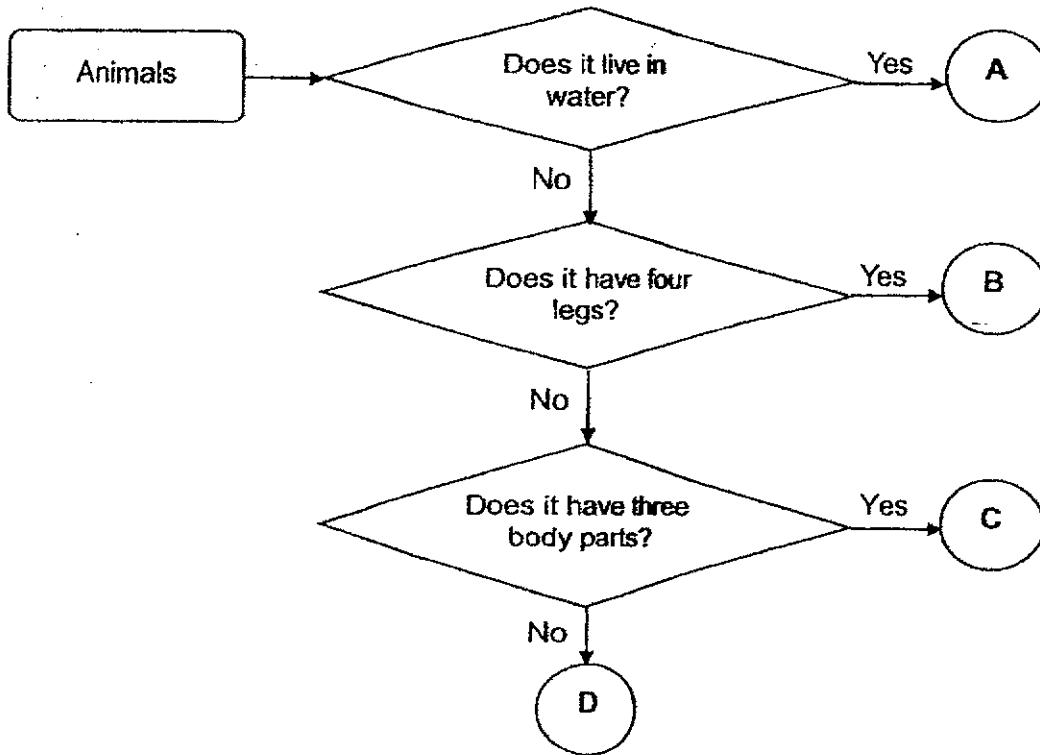 Animals
Does it live in
water?
Yes
A
No
Does it have four
legs?
Yes
B
No
Does it have three
body parts?
Yes
C
No
D